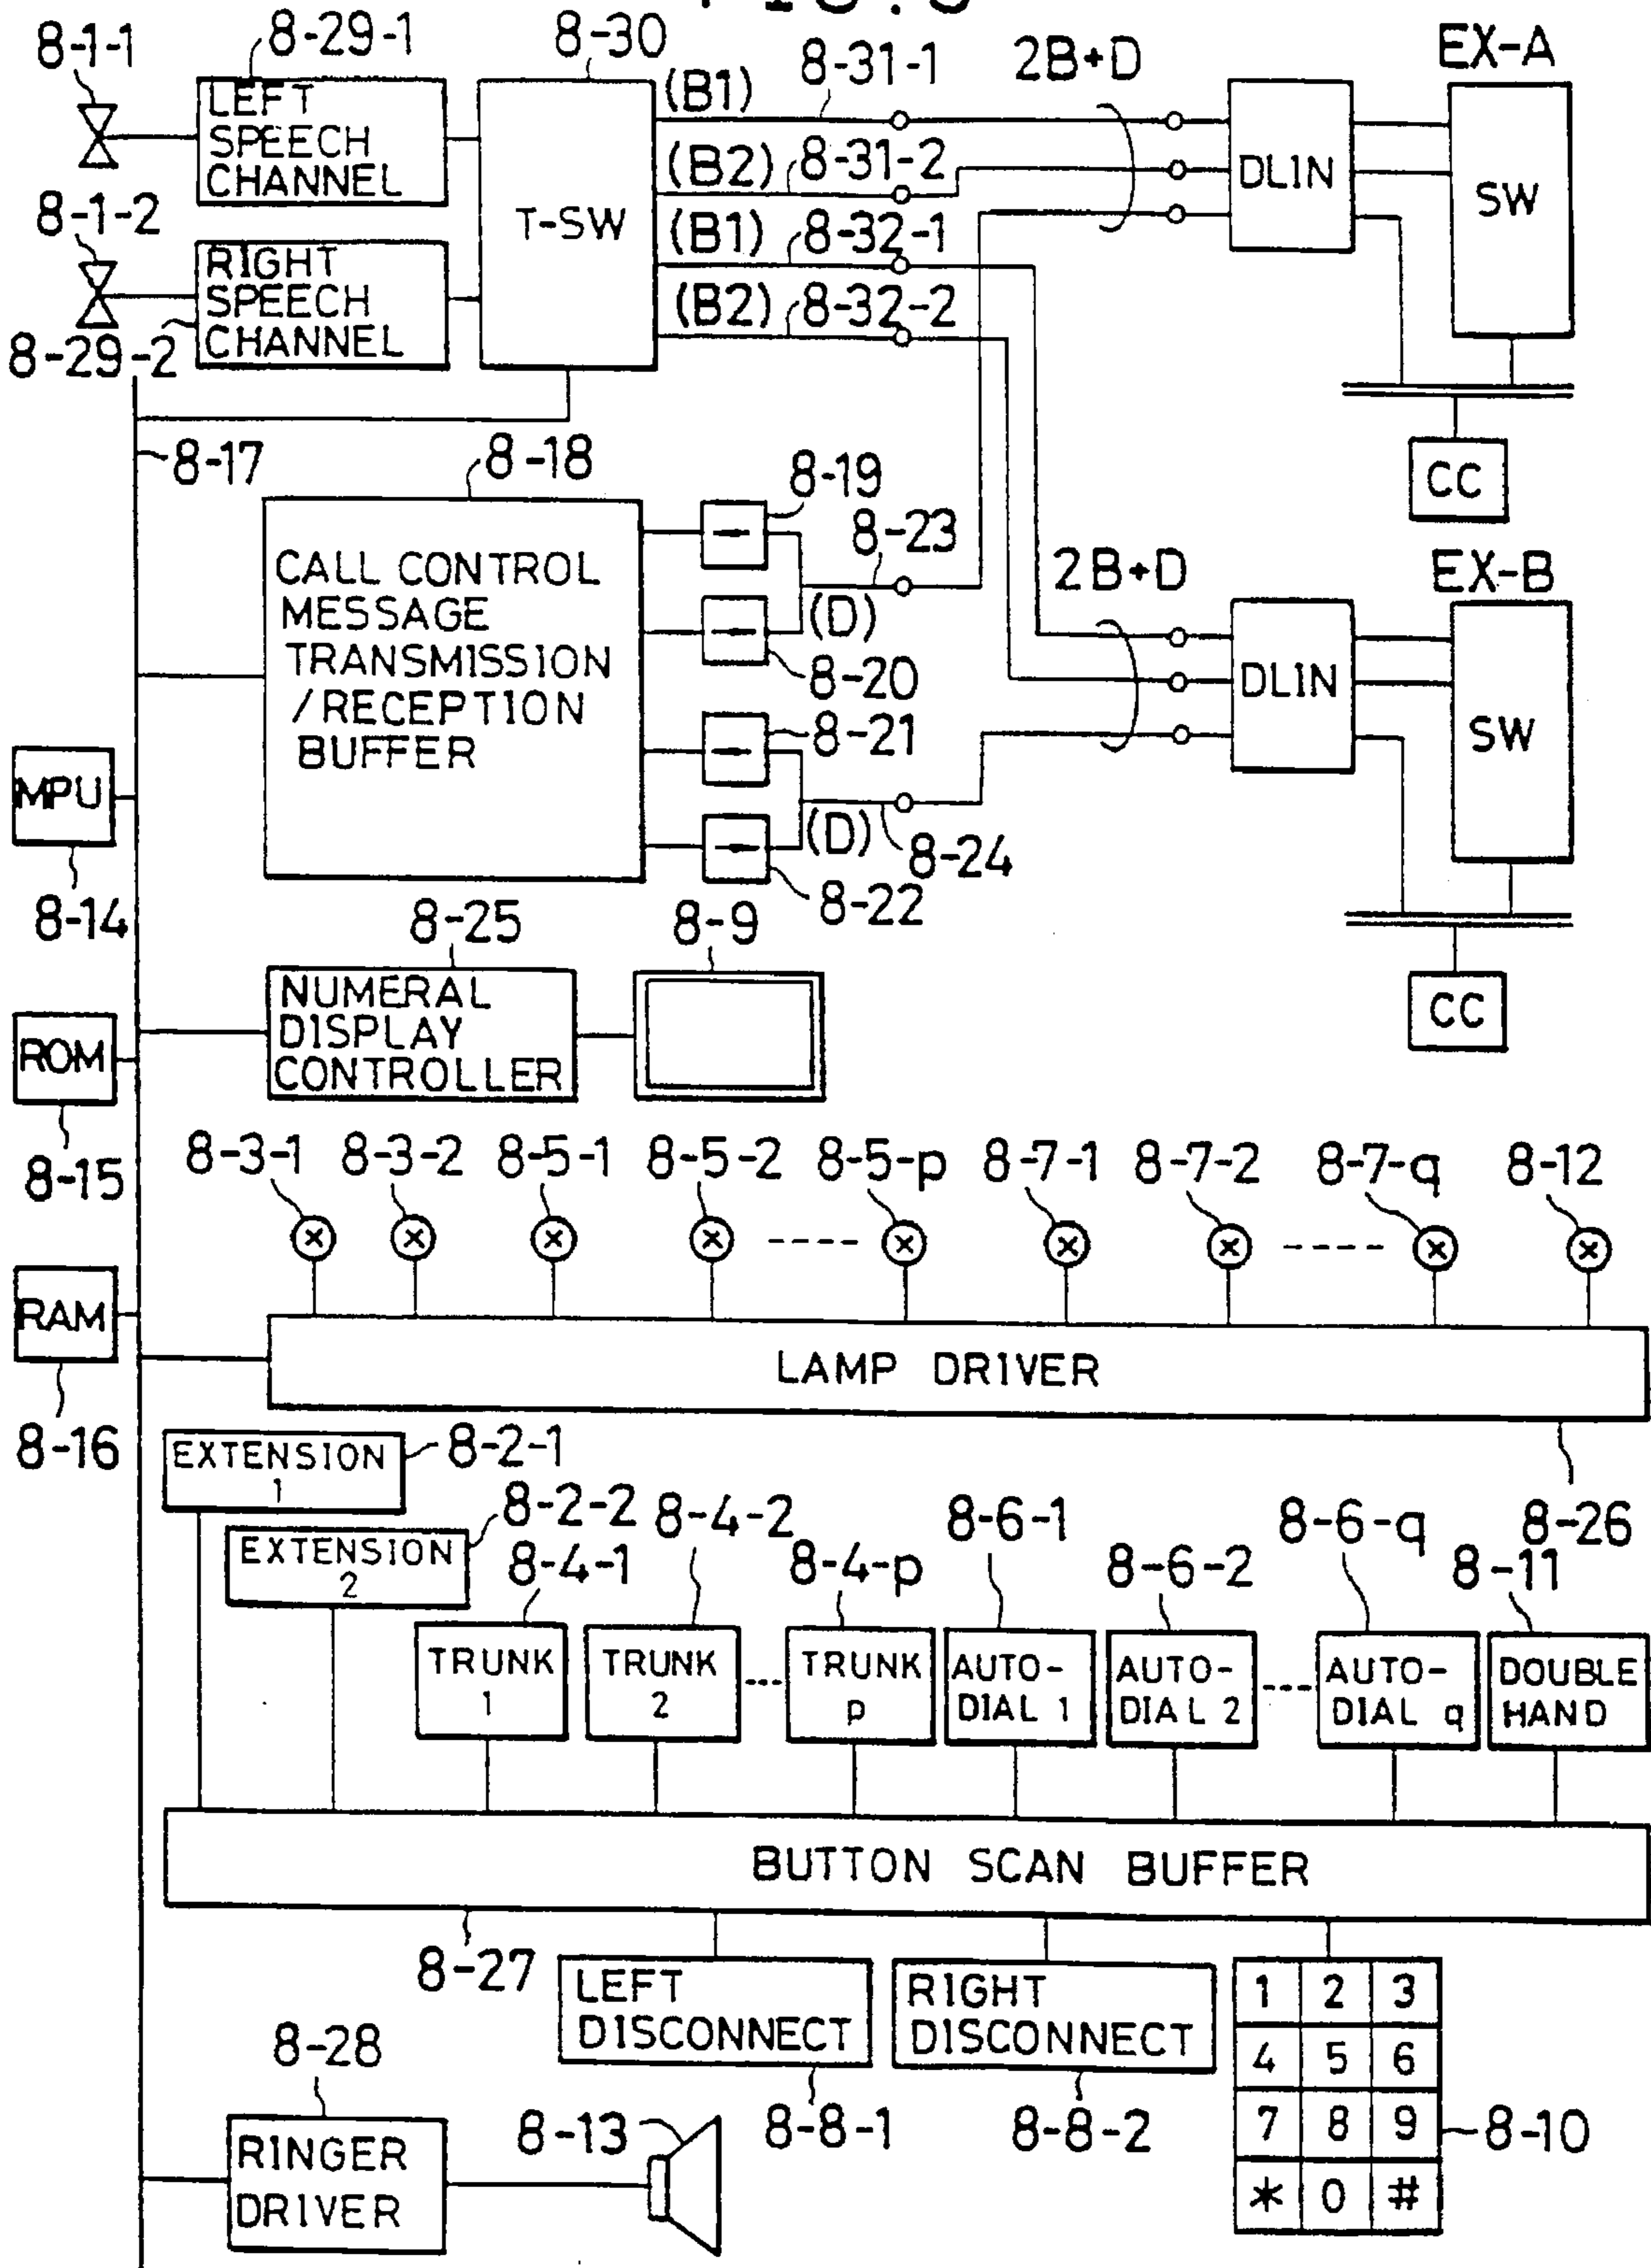 8-1-1
8-29-1
8-30
8-31-1
2B+D
EX-A
LEFT
SPEECH
CHANNEL
(B1)
(B2)
8-31-2
DLIN
SW
T-SW
8-1-2
RIGHT
SPEECH
CHANNEL
(B1)
8-32-1
(B2)
8-32-2
8-29-2
8-17
8-18
8-19
CC
8-23
CALL CONTROL
MESSAGE
TRANSMISSION
/RECEPTION
BUFFER
(D)
8-20
2B+D
EX-B
DLIN
SW
8-21
MPU
(D)
8-24
8-14
8-22
8-25
8-9
CC
NUMERAL
DISPLAY
CONTROLLER
ROM
8-15
8-3-1
8-3-2
8-5-1
8-5-2
8-5-p
8-7-1
8-7-2
8-7-q
8-12
RAM
LAMP DRIVER
8-16
EXTENSION
1
8-2-1
8-26
EXTENSION
2
8-2-2
8-4-1
8-4-2
8-4-p
8-6-1
8-6-2
8-6-q
8-11
TRUNK
1
TRUNK
2
TRUNK
p
AUTO-
DIAL 1
AUTO-
DIAL 2
AUTO-
DIAL q
DOUBLE
HAND
BUTTON SCAN BUFFER
8-27
LEFT
DISCONNECT
RIGHT
DISCONNECT
1 2 3
4 5 6
7 8 9
* 0 #
8-8-1
8-8-2
8-10
8-28
8-13
RINGER
DRIVER